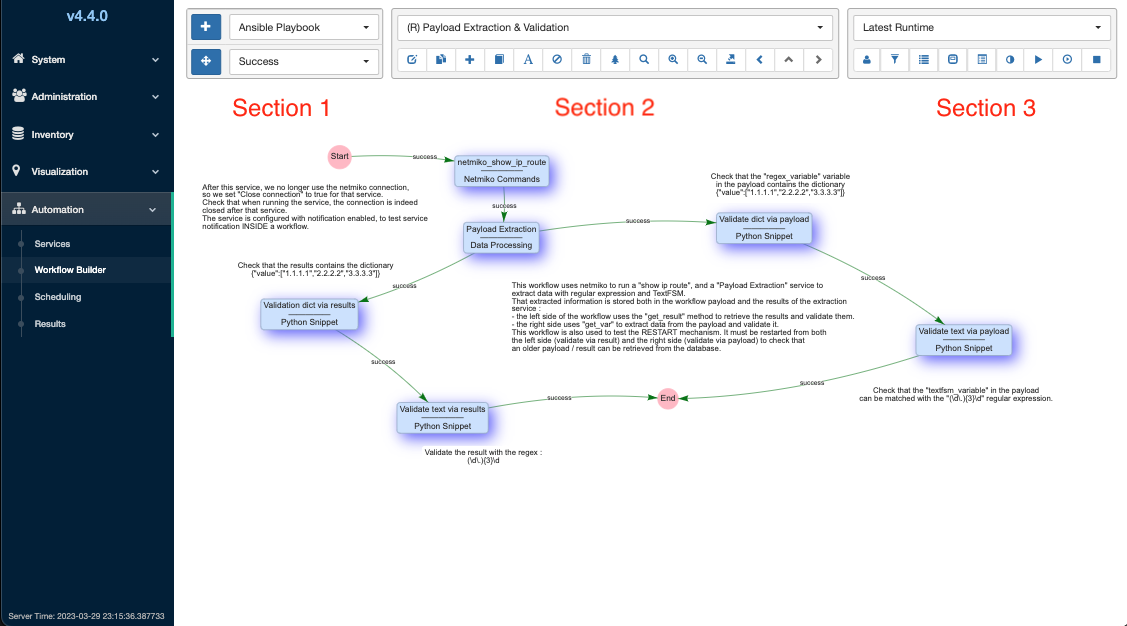 v4.4.0
System
Administration
Inventory
Visualization
Automation
Services
Workflow Builder
Scheduling
Results
Server Time: 2023-03-29 23:15:36.387733
Ansible Playbook
Success
(R) Payload Extraction & Validation
A
Latest Runtime
Section 1
Section 2
Section 3
Start
success
netmiko_show_ip_route
Netmiko Commands
After this service, we no longer use the netmiko connection,
so we set "Close connection" to true for that service.
Check that when running the service, the connection is indeed
closed after that service.
The service is configured with notification enabled, to test service
notification INSIDE a workflow.
success
Payload Extraction
Data Processing
success
Check that the "regex_variable" variable
in the payload contains the dictionary
{"value":["1.1.1.1","2.2.2.2","3.3.3.3"]}
Validate dict via payload
Python Snippet
success
Check that the results contains the dictionary
{"value":["1.1.1.1","2.2.2.2","3.3.3.3"]}
success
Validation dict via results
Python Snippet
This workflow uses netmiko to run a "show ip route", and a "Payload Extraction" service to
extract data with regular expression and TextFSM.
That extracted information is stored both in the workflow payload and the results of the extraction
service :
- the left side of the workflow uses the "get_result" method to retrieve the results and validate them.
- the right side uses "get_var" to extract data from the payload and validate it.
This workflow is also used to test the RESTART mechanism. It must be restarted from both
the left side (validate via result) and the right side (validate via payload) to check that
an older payload / result can be retrieved from the database.
Validate text via payload
Python Snippet
success
success
Check that the "textfsm_variable" in the payload
can be matched with the "(\d\.){3}\d" regular expression.
success
End
Validate text via results
Python Snippet
Validate the result with the regex :
(\d\.){3}\d